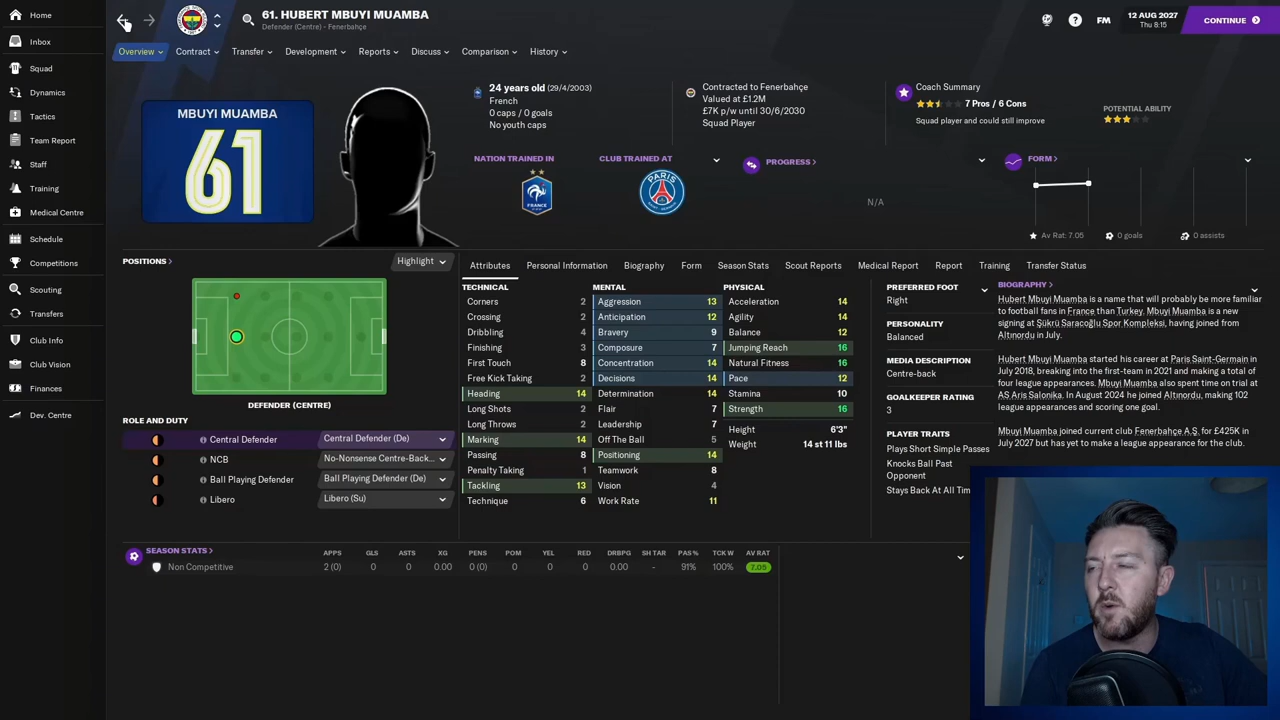 Home
Inbox
Squad
Dynamics
Tactics
Team Report
Staff
Training
Medical Centre
Schedule
Competitions
Scouting
Transfers
Club Info
Club Vision
Finances
Dev. Centre
61. HUBERT MBUYI MUAMBA
Defender (Centre) - Fenerbahçe
FM
12 AUG 2027
Thu 8:15
CONTINUE
Overview
Contract
Transfer
Development
Reports
Discuss
Comparison
History
MBUYI MUAMBA
61
24 years old (29/4/2003)
French
0 caps / 0 goals
No youth caps
Contracted to Fenerbahçe
Valued at £1.2M
£7K p/w until 30/6/2030
Squad Player
Coach Summary
7 Pros / 6 Cons
Squad player and could still improve
POTENTIAL ABILITY
NATION TRAINED IN
CLUB TRAINED AT
PARIS
PROGRESS
N/A
FORM
Av Rat: 7.05
0 goals
0 assists
POSITIONS
Highlight
DEFENDER (CENTRE)
ROLE AND DUTY
Central Defender Central Defender (De)
NCB No-Nonsense Centre-Back...
Ball Playing Defender Ball Playing Defender (De)
Libero Libero (Su)
Attributes
Personal Information
Biography
Form
Season Stats
Scout Reports
Medical Report
Report
Training
Transfer Status
TECHNICAL
Corners 2
Crossing 2
Dribbling 4
Finishing 3
First Touch 8
Free Kick Taking 2
Heading 14
Long Shots 2
Long Throws 2
Marking 14
Passing 8
Penalty Taking 1
Tackling 13
Technique 6
MENTAL
Aggression 13
Anticipation 12
Bravery 9
Composure 7
Concentration 14
Decisions 14
Determination 14
Flair 7
Leadership 7
Off The Ball 5
Positioning 14
Teamwork 8
Vision 4
Work Rate 11
PHYSICAL
Acceleration 14
Agility 14
Balance 12
Jumping Reach 16
Natural Fitness 16
Pace 12
Stamina 10
Strength 16
Height 6'3"
Weight 14 st 11 lbs
PREFERRED FOOT
Right
PERSONALITY
Balanced
MEDIA DESCRIPTION
Centre-back
GOALKEEPER RATING
3
PLAYER TRAITS
Plays Short Simple Passes
Knocks Ball Past
Opponent
Stays Back At All Tim
BIOGRAPHY
Hubert Mbuyi Muamba is a name that will probably be more familiar
to football fans in France than Turkey. Mbuyi Muamba is a new
signing at Şükrü Saracoğlu Spor Kompleksi, having joined from
Altınordu in July.
Hubert Mbuyi Muamba started his career at Paris Saint-Germain in
July 2018, breaking into the first-team in 2021 and making a total of
four league appearances. Mbuyi Muamba also spent time on trial at
AS Aris Salonika. In August 2024 he joined Altınordu, making 102
league appearances and scoring one goal.
Mbuyi Muamba joined current club Fenerbahçe A.Ş. for £425K in
July 2027 but has yet to make a league appearance for the club.
SEASON STATS
APPS GLS ASTS XG PENS POM YEL RED DRBPG SH TAR PAS% TCK W AV RAT
Non Competitive 2 (0) 0 0 0.00 0 (0) 0 0 0 0.00 - 91% 100% 7.05